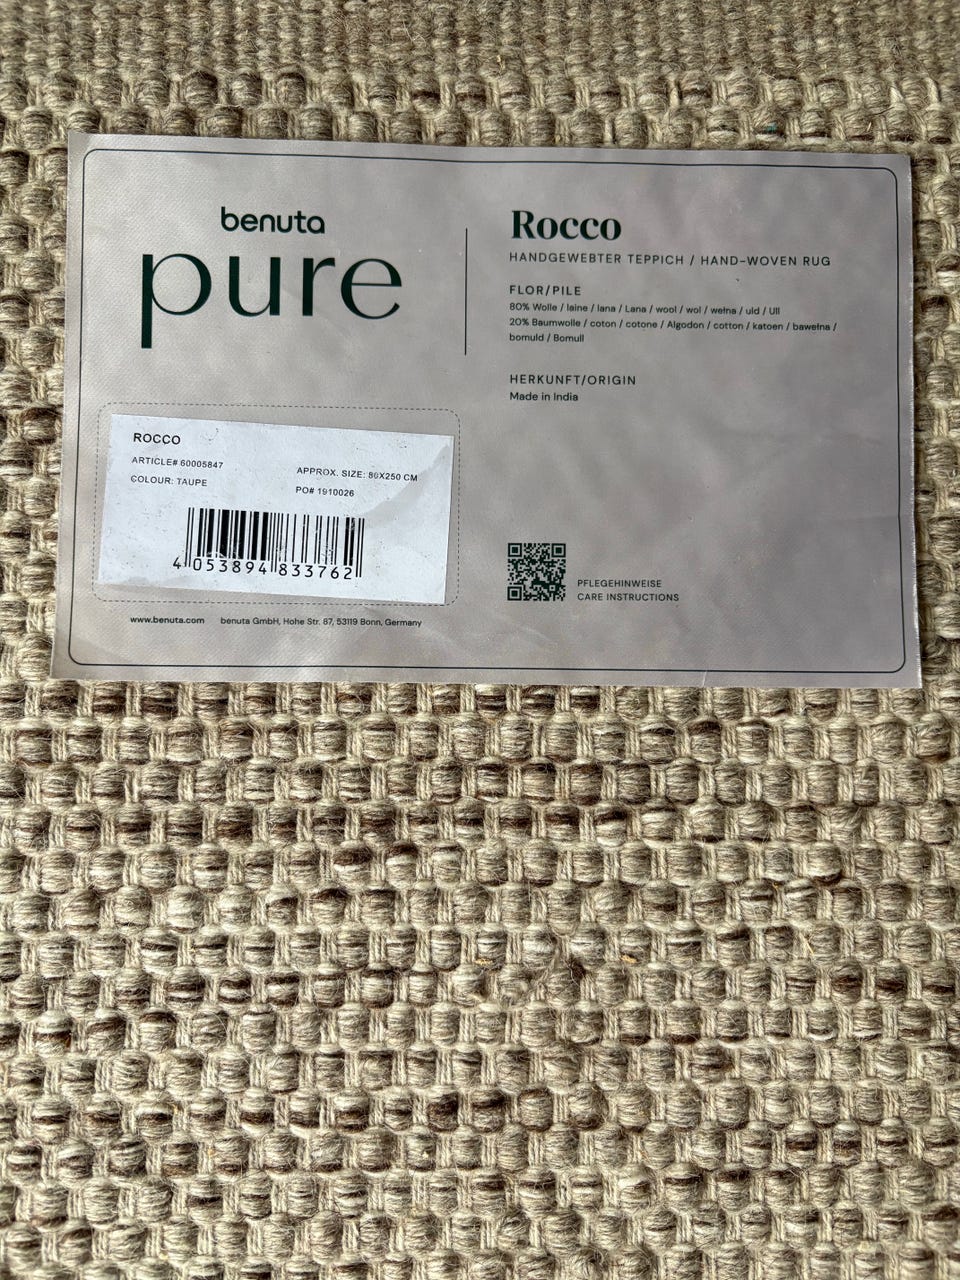 benuta
pure
Rocco
HANDGEWEBTER TEPPICH / HAND-WOVEN RUG
FLOR/PILE
80% Wolle / laine / lana / Lana / wool / wol / wełna / uld / Ull
20% Baumwolle / coton / cotone / Algodon / cotton / katoen / bawełna /
bomuld / Bomull
HERKUNFT/ORIGIN
Made in India
ROCCO
ARTICLE# 60005847
COLOUR: TAUPE
APPROX. SIZE: 80X250 CM
PO# 1910026
4 053894 833762
PFLEGEHINWEISE
CARE INSTRUCTIONS
www.benuta.com benuta GmbH, Hohe Str. 87, 53119 Bonn, Germany